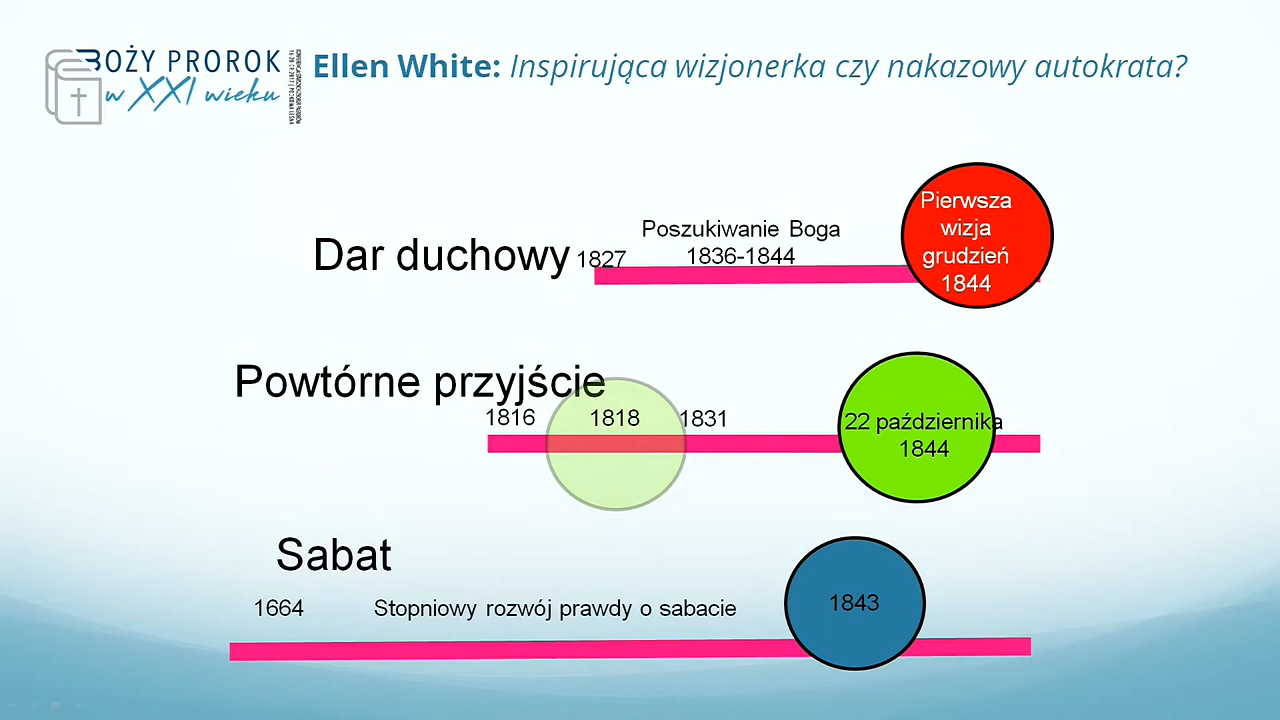 BOŻY PROROK
w XXI wieku
Ellen White: Inspirująca wizjonerka czy nakazowy autokrata?
Dar duchowy
1827
Poszukiwanie Boga
1836-1844
Pierwsza
wizja
grudzień
1844
Powtórne przyjście
1816
1818
1831
22 października
1844
Sabat
1664
Stopniowy rozwój prawdy o sabacie
1843